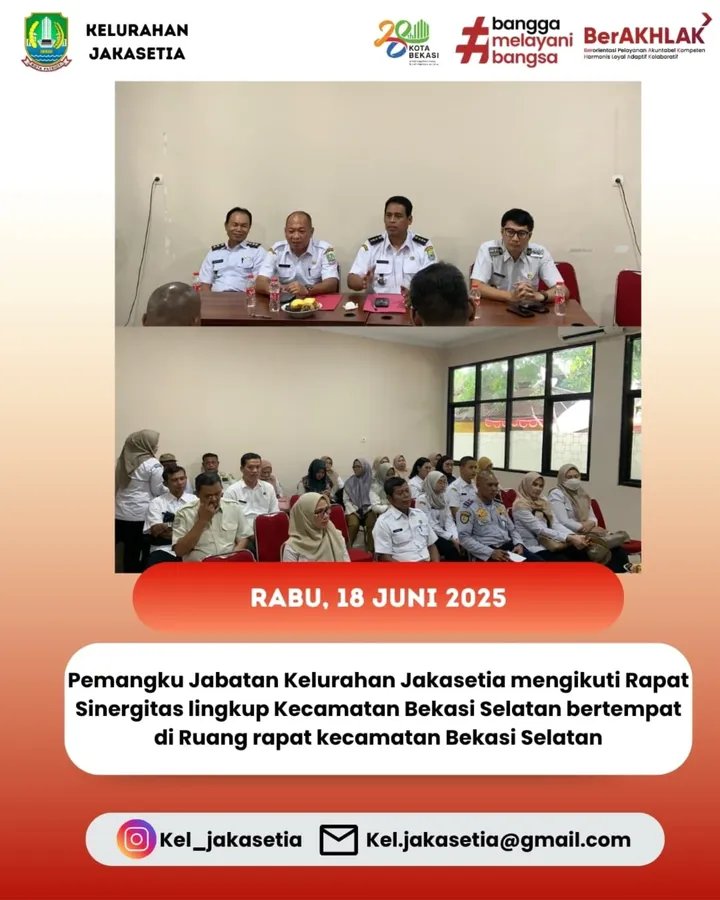 KELURAHAN
JAKASETIA
KOTA
BEKASI
#bangga
melayani
bangsa
BerAKHLAK
Berorientasi Pelayanan Akuntabel Kompeten
Harmonis Loyal Adaptif Kolaboratif
RABU, 18 JUNI 2025
Pemangku Jabatan Kelurahan Jakasetia mengikuti Rapat
Sinergitas lingkup Kecamatan Bekasi Selatan bertempat
di Ruang rapat kecamatan Bekasi Selatan
Kel_jakasetia
Kel.jakasetia@gmail.com